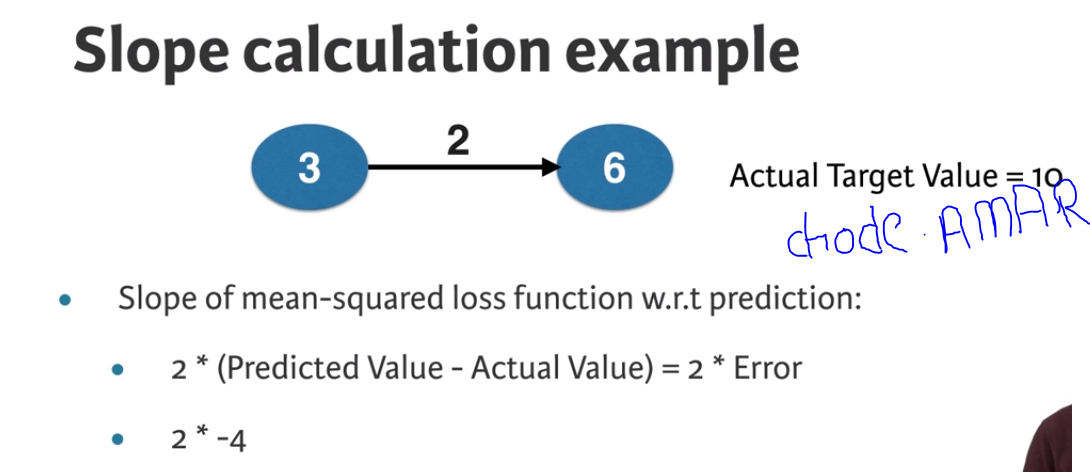 Slope calculation example
2
3 6 Actual Target Value = 10
chode . AMAR
• Slope of mean-squared loss function w.r.t prediction:
• 2 * (Predicted Value - Actual Value) = 2 * Error
• 2 * -4